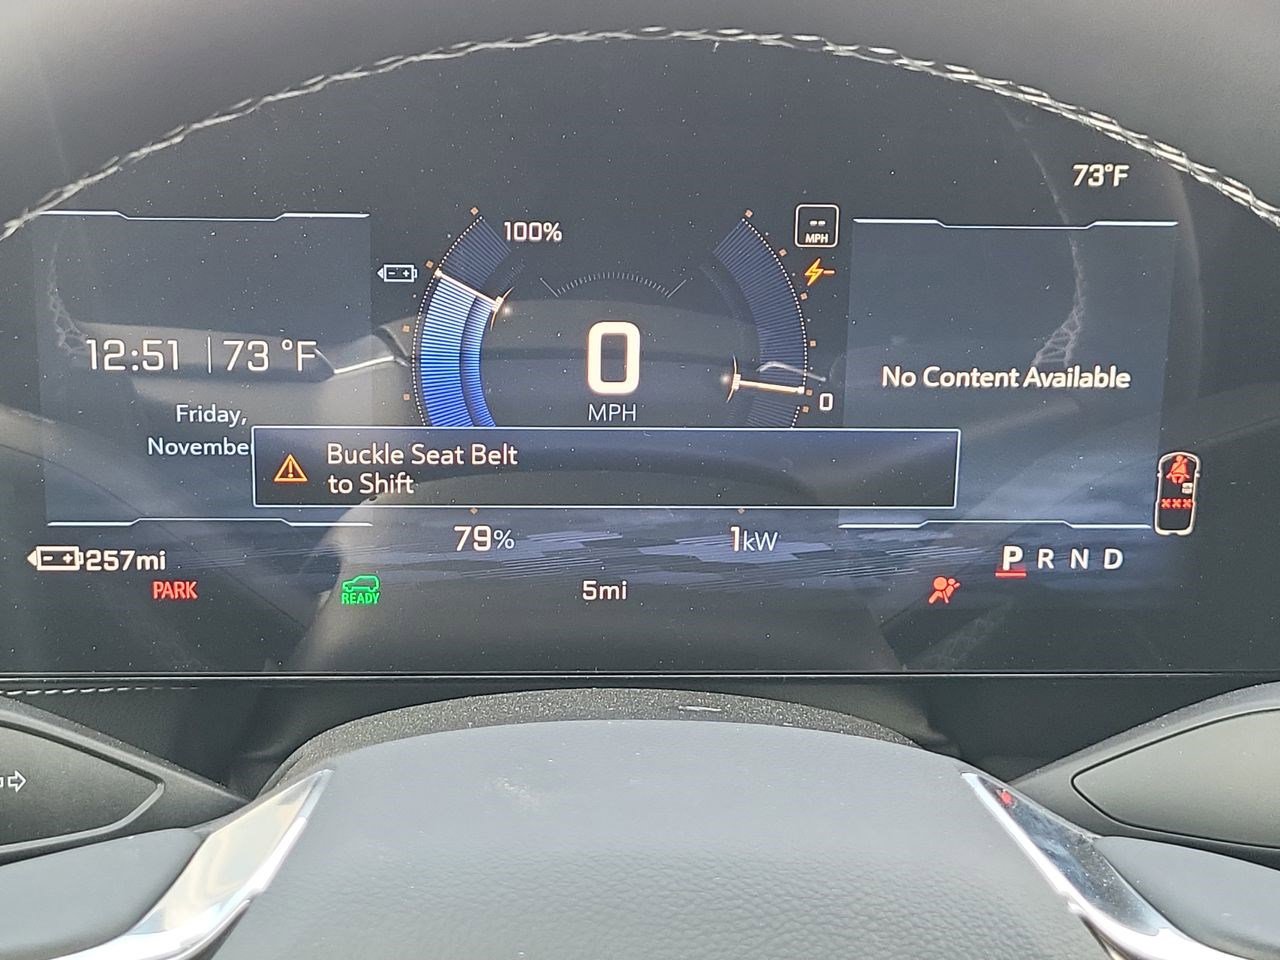 73°F
100%
--
MPH
12:51 | 73 °F
0
MPH
No Content Available
0
Friday,
Novembe
Buckle Seat Belt
to Shift
79%
1kW
257mi
P R N D
PARK
READY
5mi